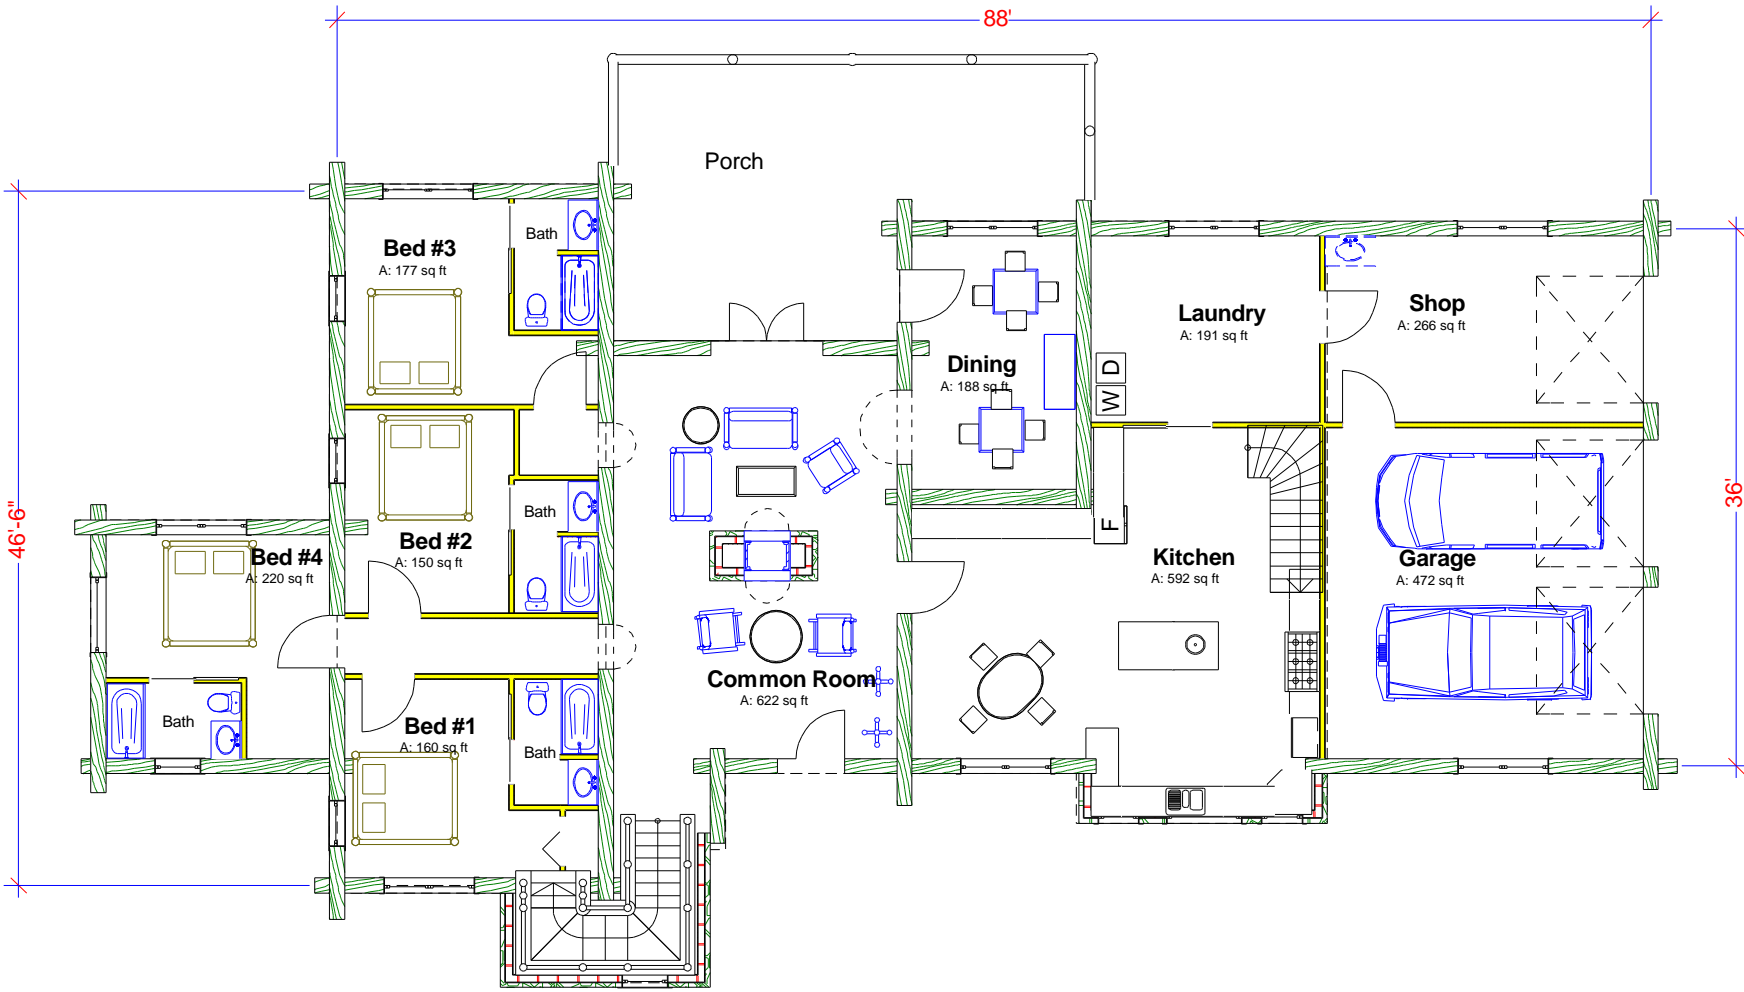 88'
Porch
Bath
Bed #3
A: 177 sq ft
Laundry
A: 191 sq ft
Shop
A: 266 sq ft
Dining
A: 188 sq ft
D
W
46'-6"
36'
Bath
F
Bed #2
A: 150 sq ft
Bed #4
A: 220 sq ft
Kitchen
A: 592 sq ft
Garage
A: 472 sq ft
Common Room
A: 622 sq ft
Bath
Bed #1
A: 160 sq ft
Bath